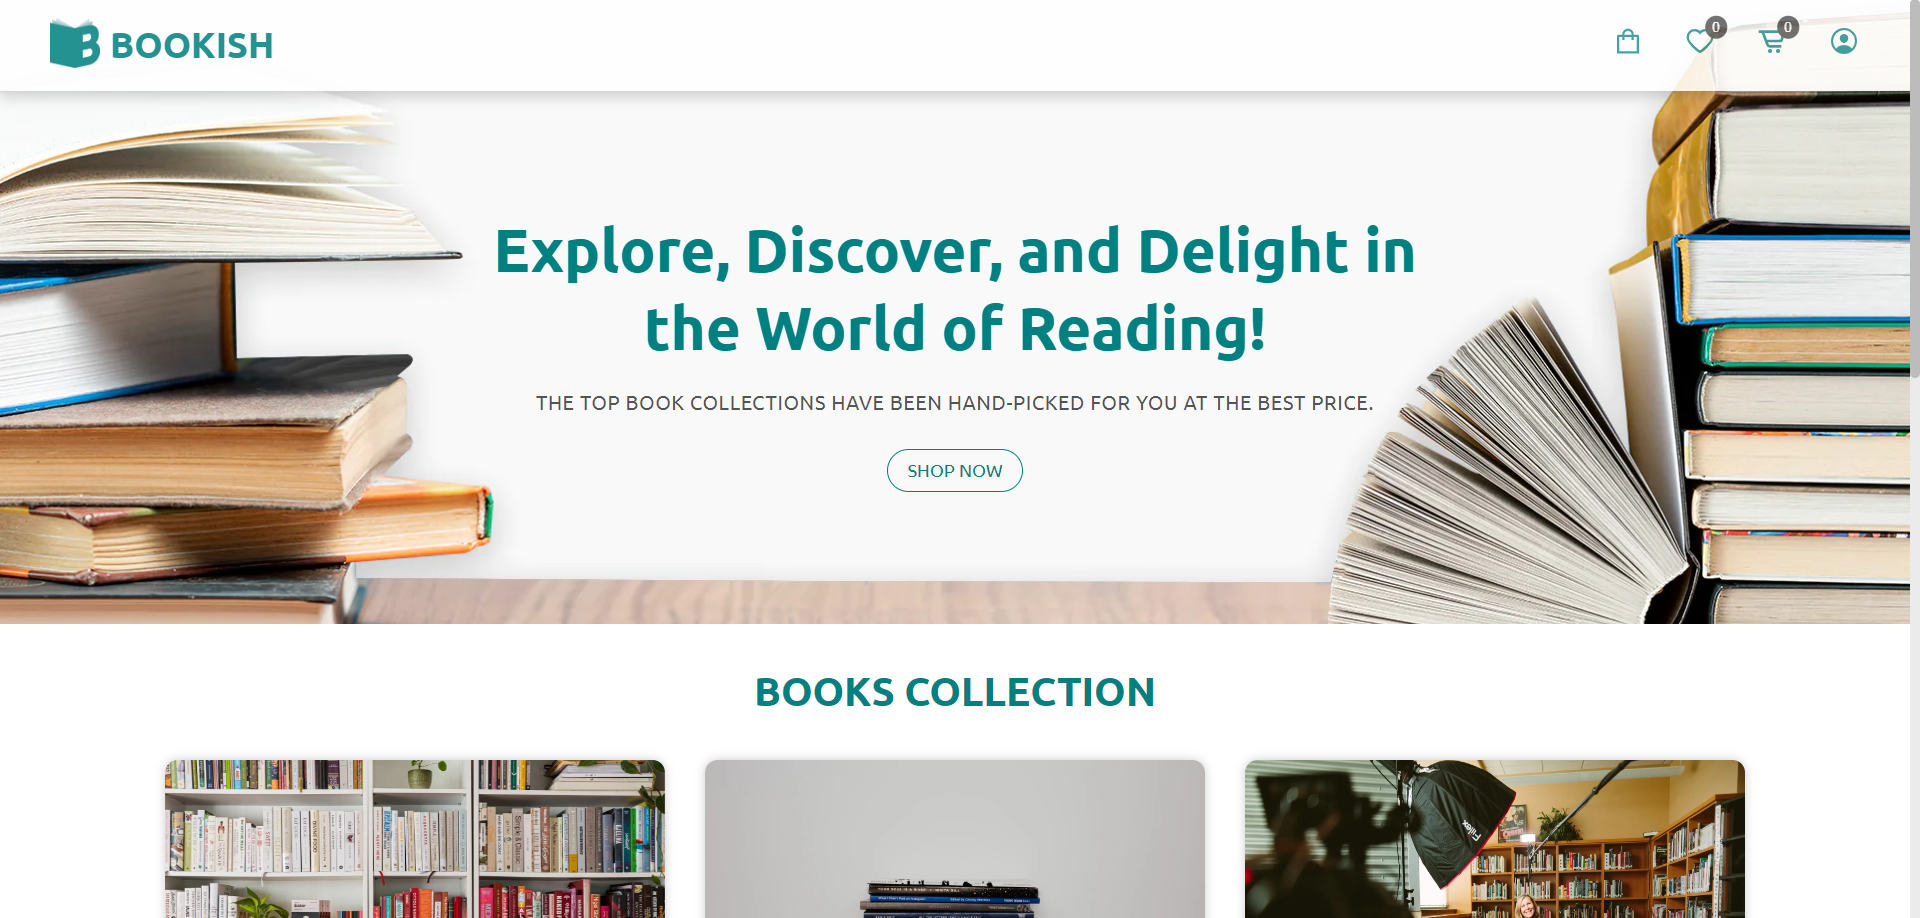 BOOKISH
0
0
Explore, Discover, and Delight in
the World of Reading!
THE TOP BOOK COLLECTIONS HAVE BEEN HAND-PICKED FOR YOU AT THE BEST PRICE.
SHOP NOW
BOOKS COLLECTION